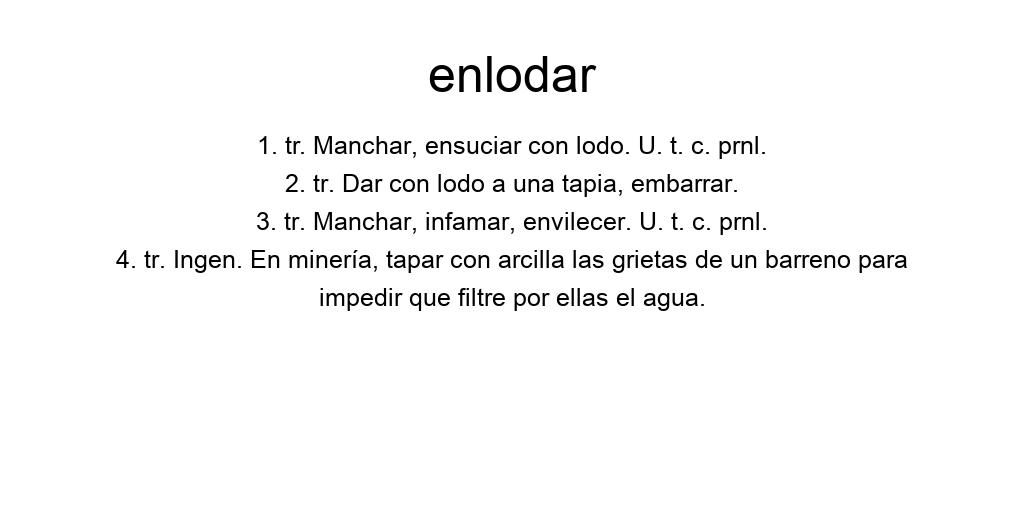 enlodar
1. tr. Manchar, ensuciar con lodo. U. t. c. prnl.
2. tr. Dar con lodo a una tapia, embarrar.
3. tr. Manchar, infamar, envilecer. U. t. c. prnl.
4. tr. Ingen. En minería, tapar con arcilla las grietas de un barreno para
impedir que filtre por ellas el agua.